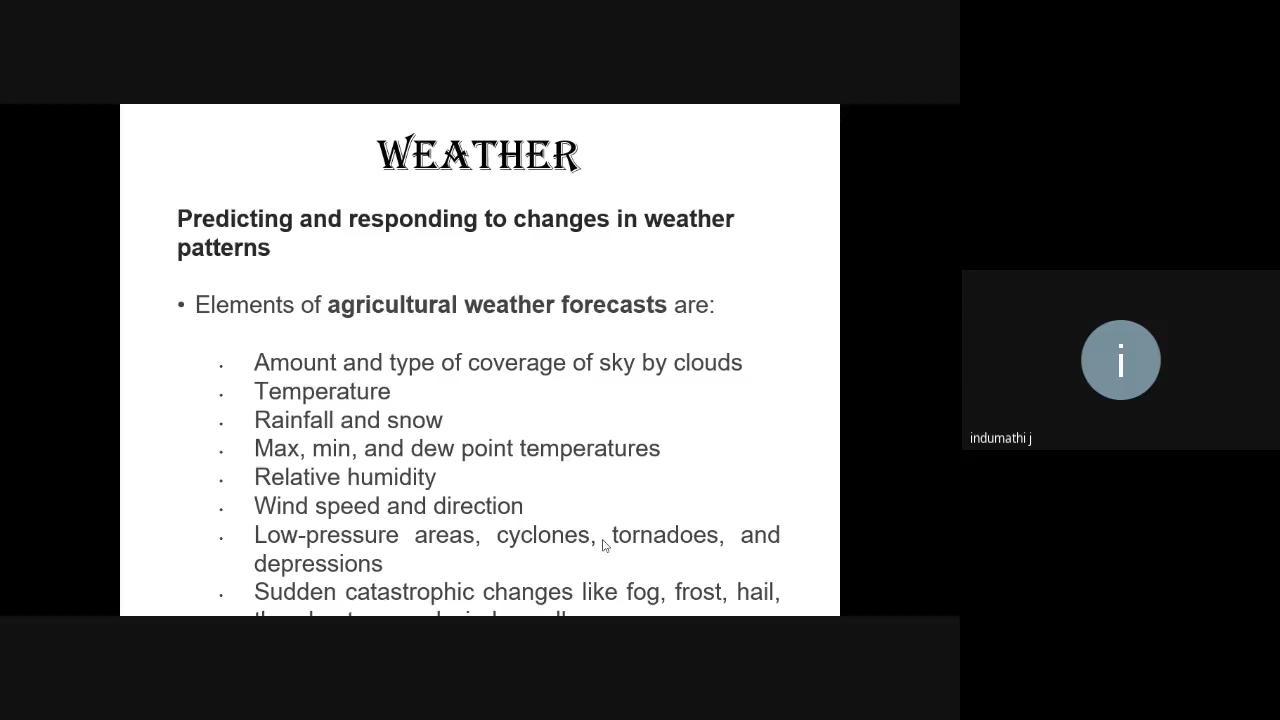 WEATHER
Predicting and responding to changes in weather
patterns
• Elements of agricultural weather forecasts are:
• Amount and type of coverage of sky by clouds
• Temperature
• Rainfall and snow
• Max, min, and dew point temperatures
• Relative humidity
• Wind speed and direction
• Low-pressure areas, cyclones, tornadoes, and
depressions
• Sudden catastrophic changes like fog, frost, hail,
i
indumathi j